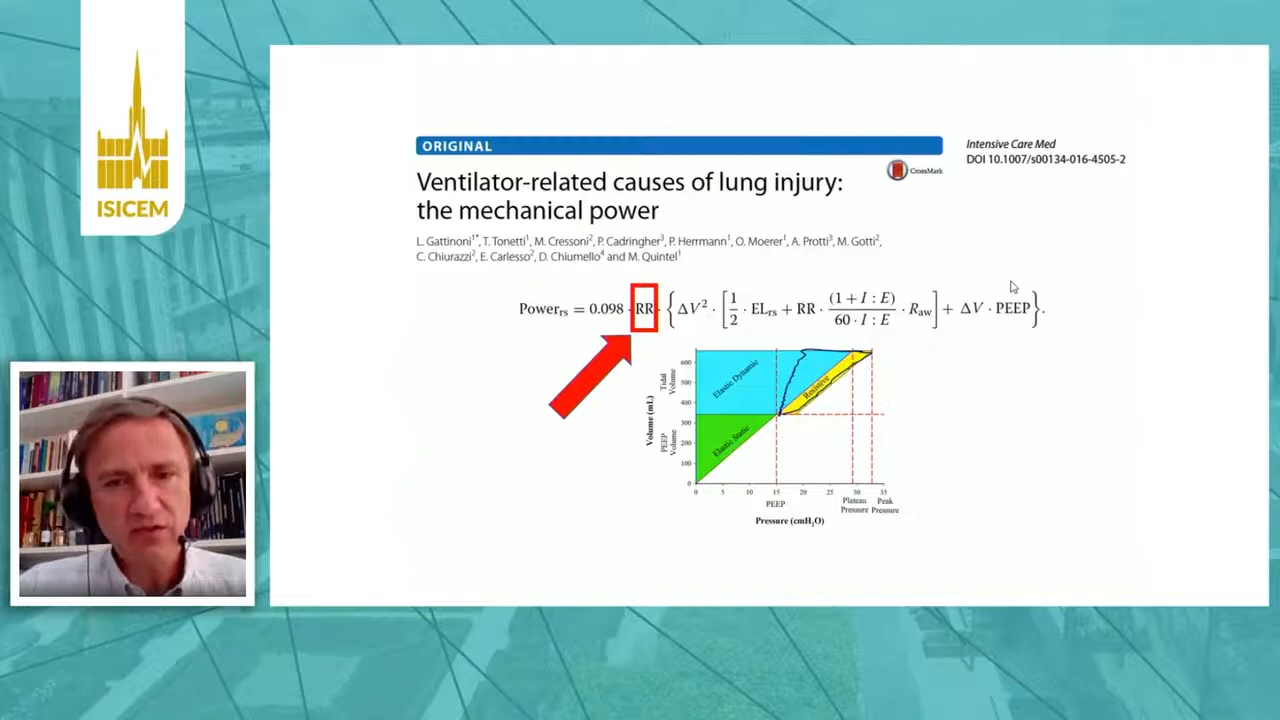 ISICEM
ORIGINAL
Intensive Care Med
DOI 10.1007/s00134-016-4505-2
CrossMark
Ventilator-related causes of lung injury:
the mechanical power
L. Gattinoni1*, T. Tonetti1, M. Cressoni2, P. Cadringher3, P. Herrmann1, O. Moerer1, A. Protti3, M. Gotti2,
C. Chiurazzi2, E. Carlesso2, D. Chiumello4 and M. Quintel1
Power_rs = 0.098 · RR · { ΔV² · [ 1/2 · EL_rs + RR · (1 + I : E)/(60 · I : E) · R_aw ] + ΔV · PEEP }.
Volume (mL)
Tidal
Volume
PEEP
Volume
600
500
400
300
200
100
0
Elastic Dynamic
Resistive
Elastic Static
0 5 10 15 20 25 30 35
PEEP
Plateau
Pressure
Peak
Pressure
Pressure (cmH2O)